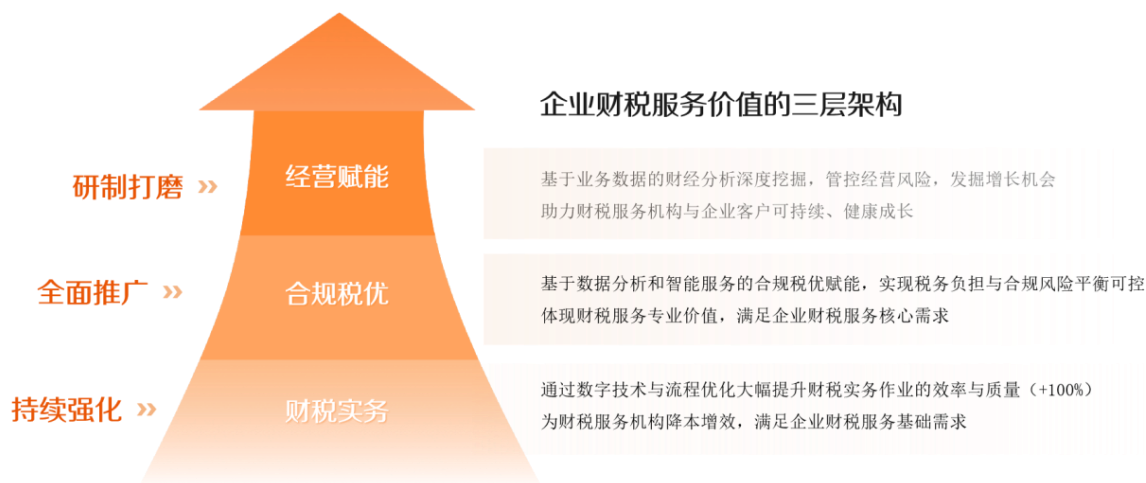 企业财税服务价值的三层架构
研制打磨 »
经营赋能
基于业务数据的财经分析深度挖掘，管控经营风险，发掘增长机会
助力财税服务机构与企业客户可持续、健康成长
全面推广 »
合规税优
基于数据分析和智能服务的合规税优赋能，实现税务负担与合规风险平衡可控
体现财税服务专业价值，满足企业财税服务核心需求
持续强化 »
财税实务
通过数字技术与流程优化大幅提升财税实务作业的效率与质量（+100%）
为财税服务机构降本增效，满足企业财税服务基础需求